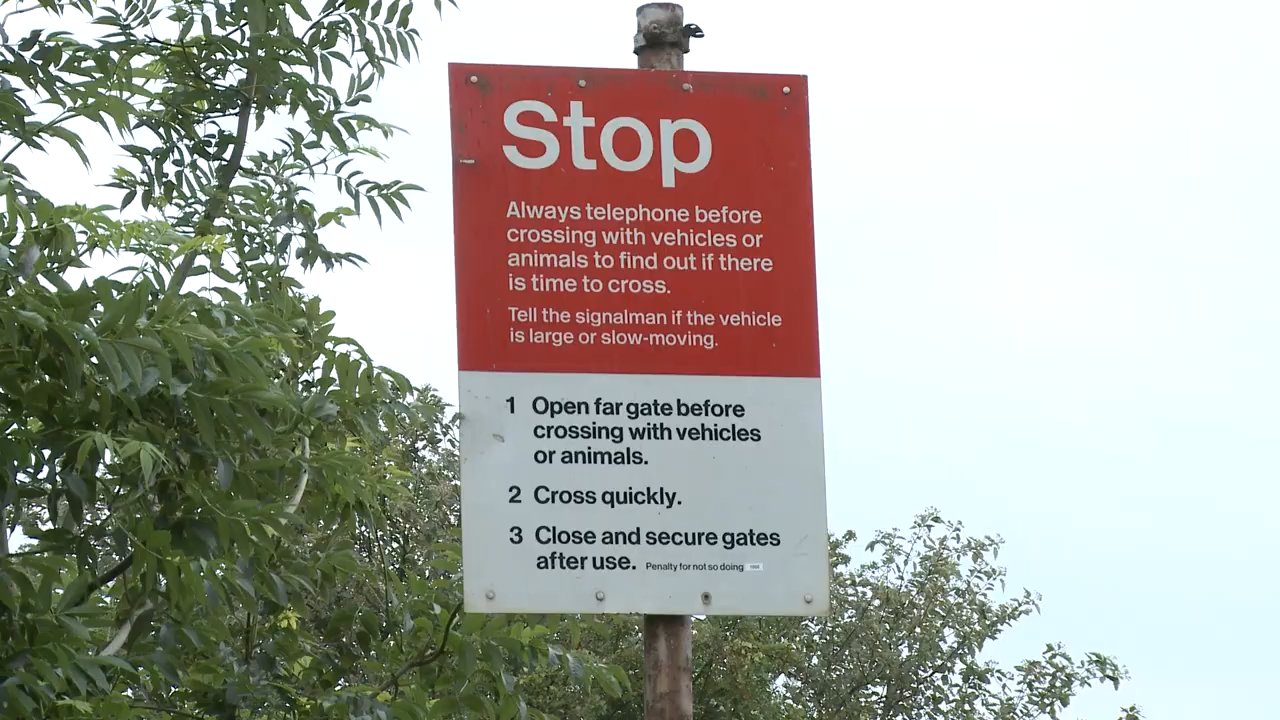 Stop
Always telephone before
crossing with vehicles or
animals to find out if there
is time to cross.
Tell the signalman if the vehicle
is large or slow-moving.
1 Open far gate before
crossing with vehicles
or animals.
2 Cross quickly.
3 Close and secure gates
after use. Penalty for not so doing